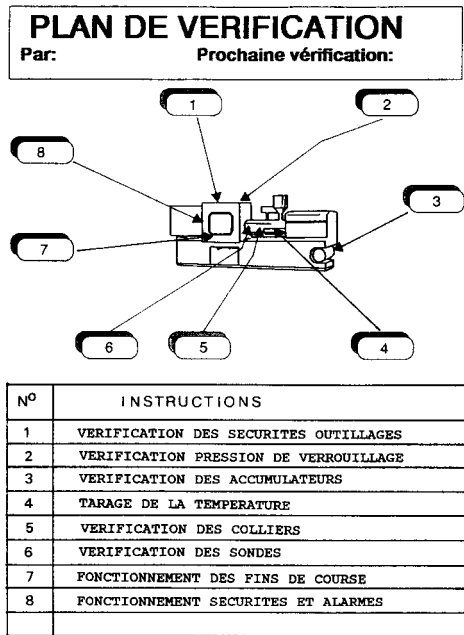 PLAN DE VERIFICATION
Par: Prochaine vérification:
1
2
8
3
7
6
5
4
Nº INSTRUCTIONS
1 VERIFICATION DES SECURITES OUTILLAGES
2 VERIFICATION PRESSION DE VERROUILLAGE
3 VERIFICATION DES ACCUMULATEURS
4 TARAGE DE LA TEMPERATURE
5 VERIFICATION DES COLLIERS
6 VERIFICATION DES SONDES
7 FONCTIONNEMENT DES FINS DE COURSE
8 FONCTIONNEMENT SECURITES ET ALARMES